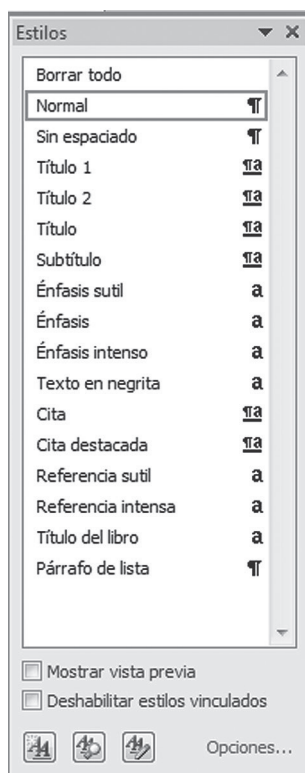 Estilos
Borrar todo
Normal ¶
Sin espaciado ¶
Título 1 ¶a
Título 2 ¶a
Título ¶a
Subtítulo ¶a
Énfasis sutil a
Énfasis a
Énfasis intenso a
Texto en negrita a
Cita ¶a
Cita destacada ¶a
Referencia sutil a
Referencia intensa a
Título del libro a
Párrafo de lista ¶
Mostrar vista previa
Deshabilitar estilos vinculados
Opciones...